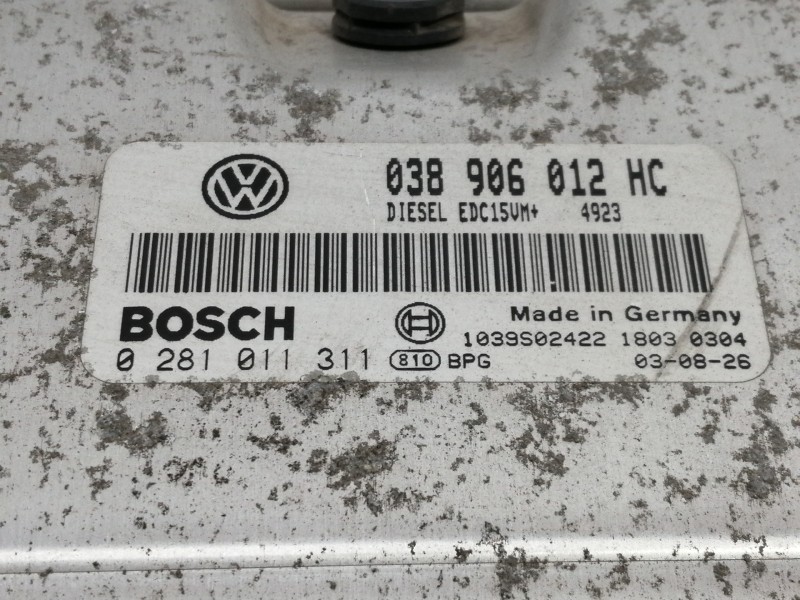 038 906 012 HC
DIESEL EDC15VM+ 4923
BOSCH
Made in Germany
1039S02422 1803 0304
0 281 011 311 810 BPG 03-08-26